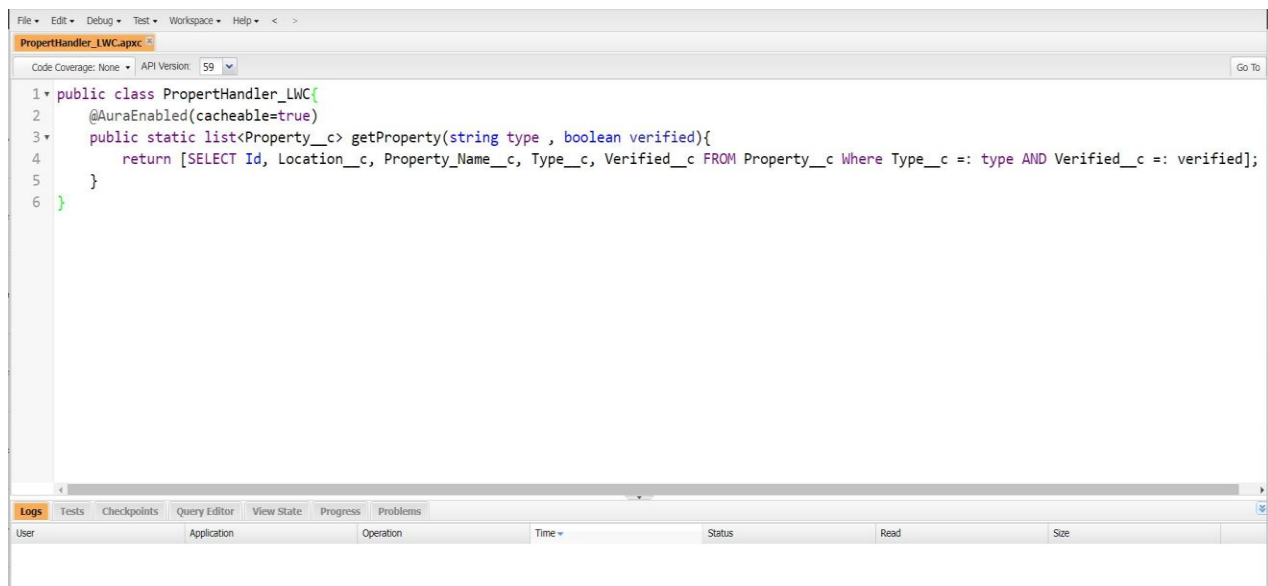 File Edit Debug Test Workspace Help < >
PropertHandler_LWC.apxc
Code Coverage: None API Version: 59 Go To
1 public class PropertHandler_LWC{
2 @AuraEnabled(cacheable=true)
3 public static list<Property__c> getProperty(string type , boolean verified){
4 return [SELECT Id, Location__c, Property_Name__c, Type__c, Verified__c FROM Property__c Where Type__c =: type AND Verified__c =: verified];
5 }
6 }
Logs Tests Checkpoints Query Editor View State Progress Problems
User Application Operation Time Status Read Size